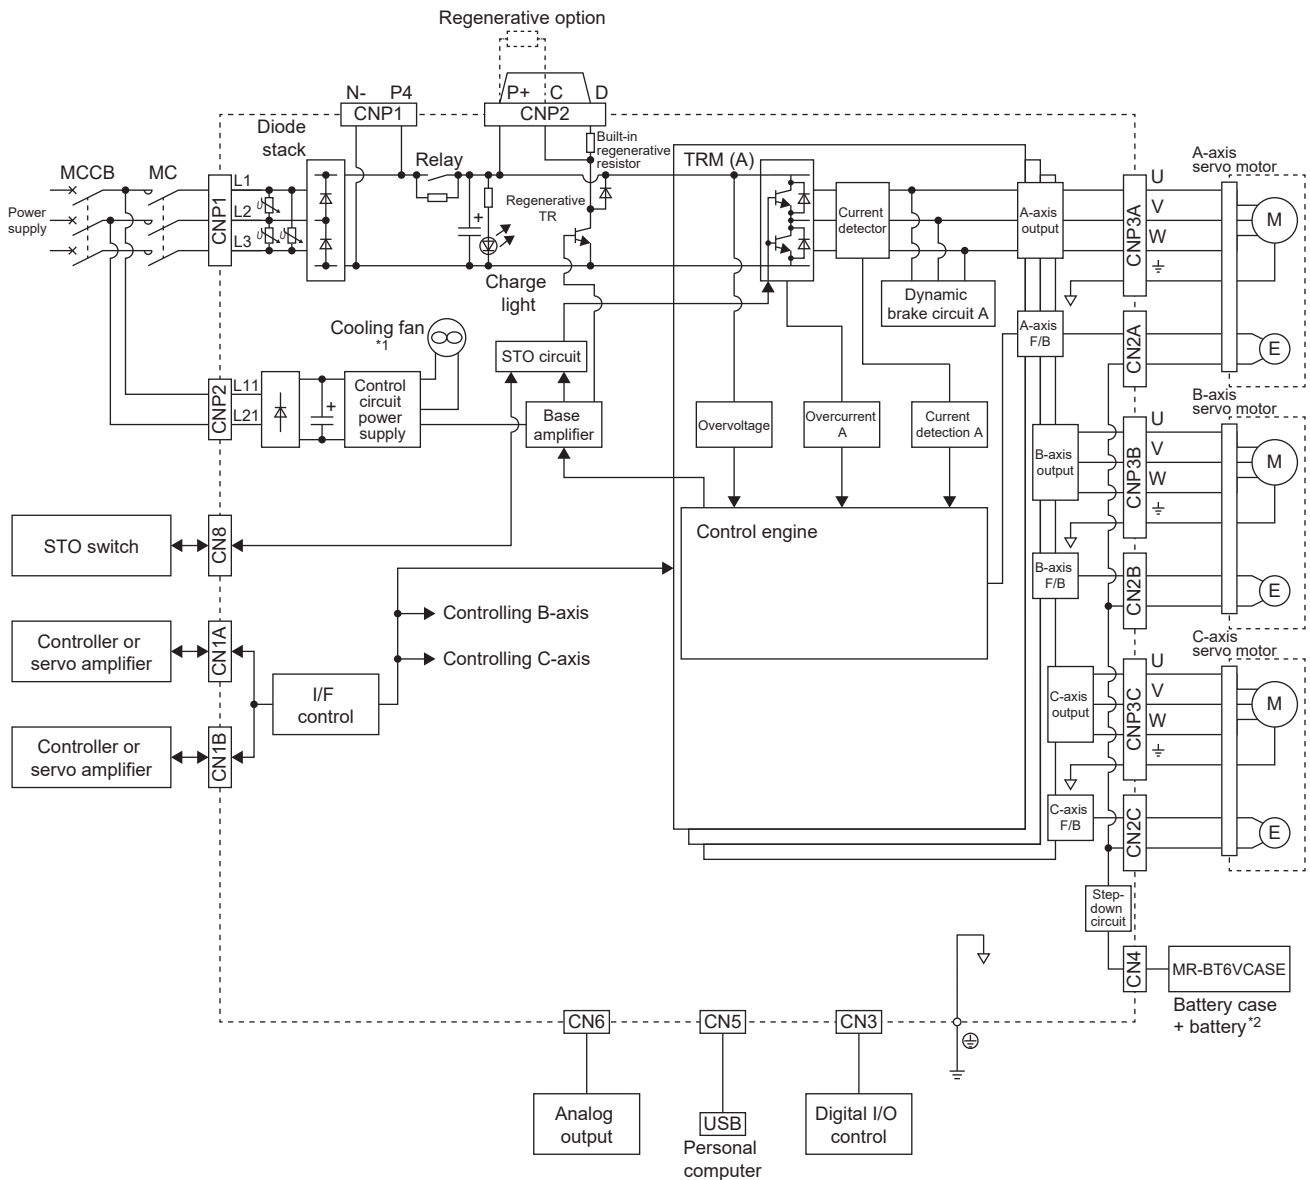 Regenerative option
N-
P4
P+
C
D
CNP1
CNP2
Diode
stack
Built-in
regenerative
resistor
MCCB
MC
L1
L2
L3
Power
supply
CNP1
Relay
+
Regenerative
TR
Charge
light
TRM (A)
Current
detector
A-axis
output
CNP3A
U
V
W
A-axis
servo motor
M
Dynamic
brake circuit A
A-axis
F/B
CN2A
E
Cooling fan
*1
STO circuit
CNP2
L11
L21
+
Control
circuit
power
supply
Base
amplifier
Overvoltage
Overcurrent
A
Current
detection A
B-axis
servo motor
B-axis
output
CNP3B
U
V
W
M
Control engine
STO switch
CN8
B-axis
F/B
CN2B
E
Controlling B-axis
Controlling C-axis
Controller or
servo amplifier
CN1A
I/F
control
Controller or
servo amplifier
CN1B
C-axis
servo motor
C-axis
output
CNP3C
U
V
W
M
C-axis
F/B
CN2C
E
Step-
down
circuit
CN4
MR-BT6VCASE
Battery case
+ battery*2
CN6
CN5
CN3
Analog
output
USB
Personal
computer
Digital I/O
control